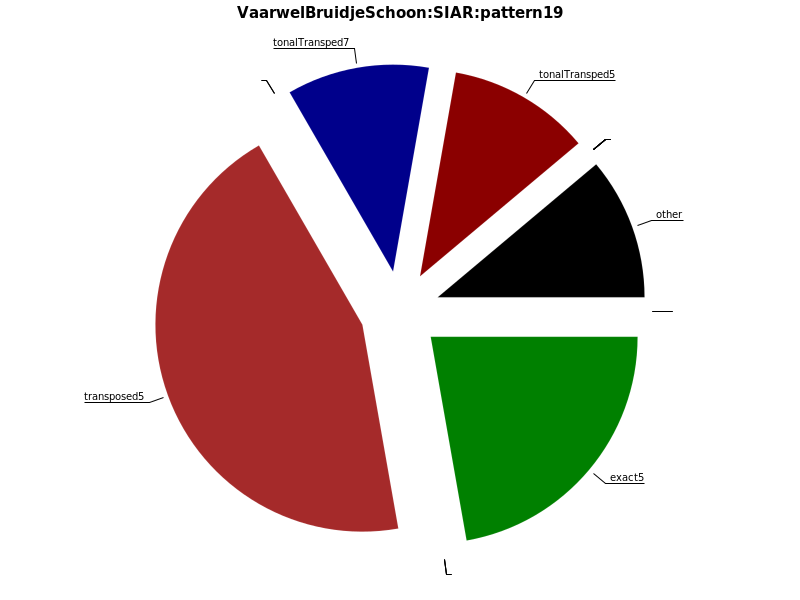 VaarwelBruidjeSchoon:SIAR:pattern19
tonalTransped7
tonalTransped5
other
transposed5
exact5